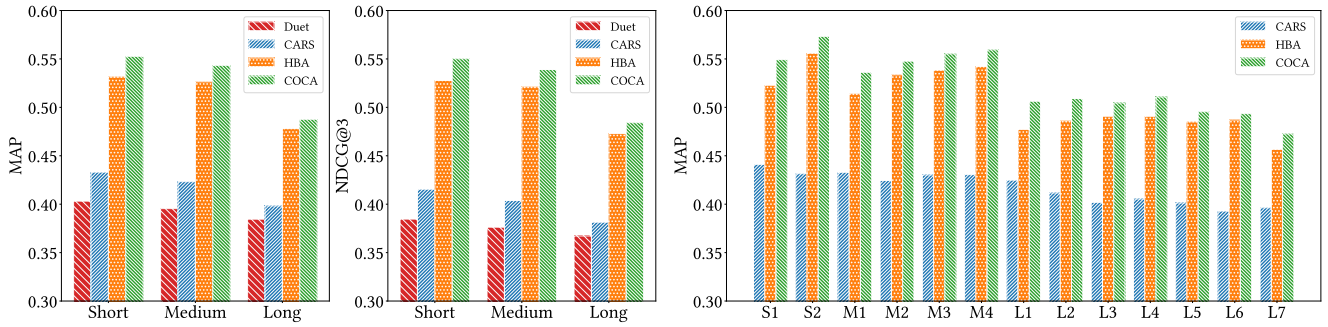 MAP
0.60
0.55
0.50
0.45
0.40
0.35
0.30
Short Medium Long
Duet
CARS
HBA
COCA
NDCG@3
0.60
0.55
0.50
0.45
0.40
0.35
0.30
Short Medium Long
Duet
CARS
HBA
COCA
MAP
0.60
0.55
0.50
0.45
0.40
0.35
0.30
S1 S2 M1 M2 M3 M4 L1 L2 L3 L4 L5 L6 L7
CARS
HBA
COCA